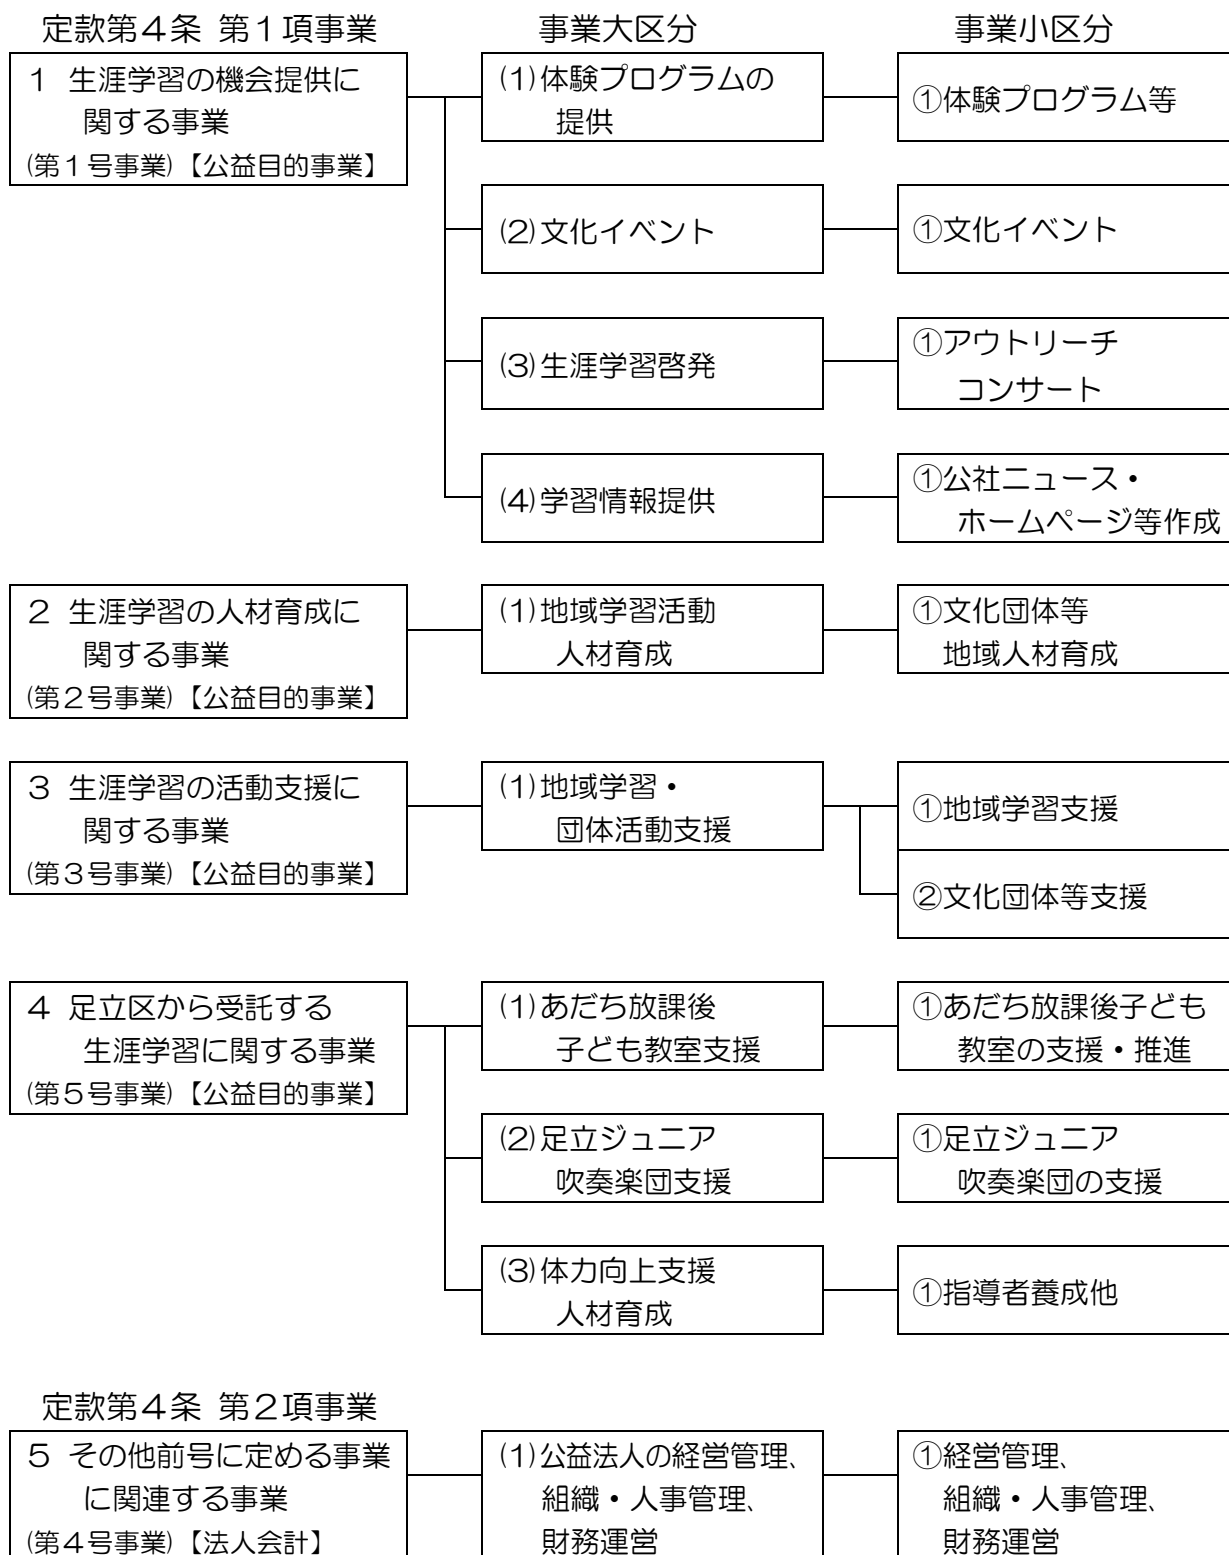 定款第4条 第1項事業
事業大区分
事業小区分
1 生涯学習の機会提供に
関する事業
(第1号事業)【公益目的事業】
(1)体験プログラムの
提供
①体験プログラム等
(2)文化イベント
①文化イベント
(3)生涯学習啓発
①アウトリーチ
コンサート
(4)学習情報提供
①公社ニュース・
ホームページ等作成
2 生涯学習の人材育成に
関する事業
(第2号事業)【公益目的事業】
(1)地域学習活動
人材育成
①文化団体等
地域人材育成
3 生涯学習の活動支援に
関する事業
(第3号事業)【公益目的事業】
(1)地域学習・
団体活動支援
①地域学習支援
②文化団体等支援
4 足立区から受託する
生涯学習に関する事業
(第5号事業)【公益目的事業】
(1)あだち放課後
子ども教室支援
①あだち放課後子ども
教室の支援・推進
(2)足立ジュニア
吹奏楽団支援
①足立ジュニア
吹奏楽団の支援
(3)体力向上支援
人材育成
①指導者養成他
定款第4条 第2項事業
5 その他前号に定める事業
に関連する事業
(第4号事業)【法人会計】
(1)公益法人の経営管理、
組織・人事管理、
財務運営
①経営管理、
組織・人事管理、
財務運営